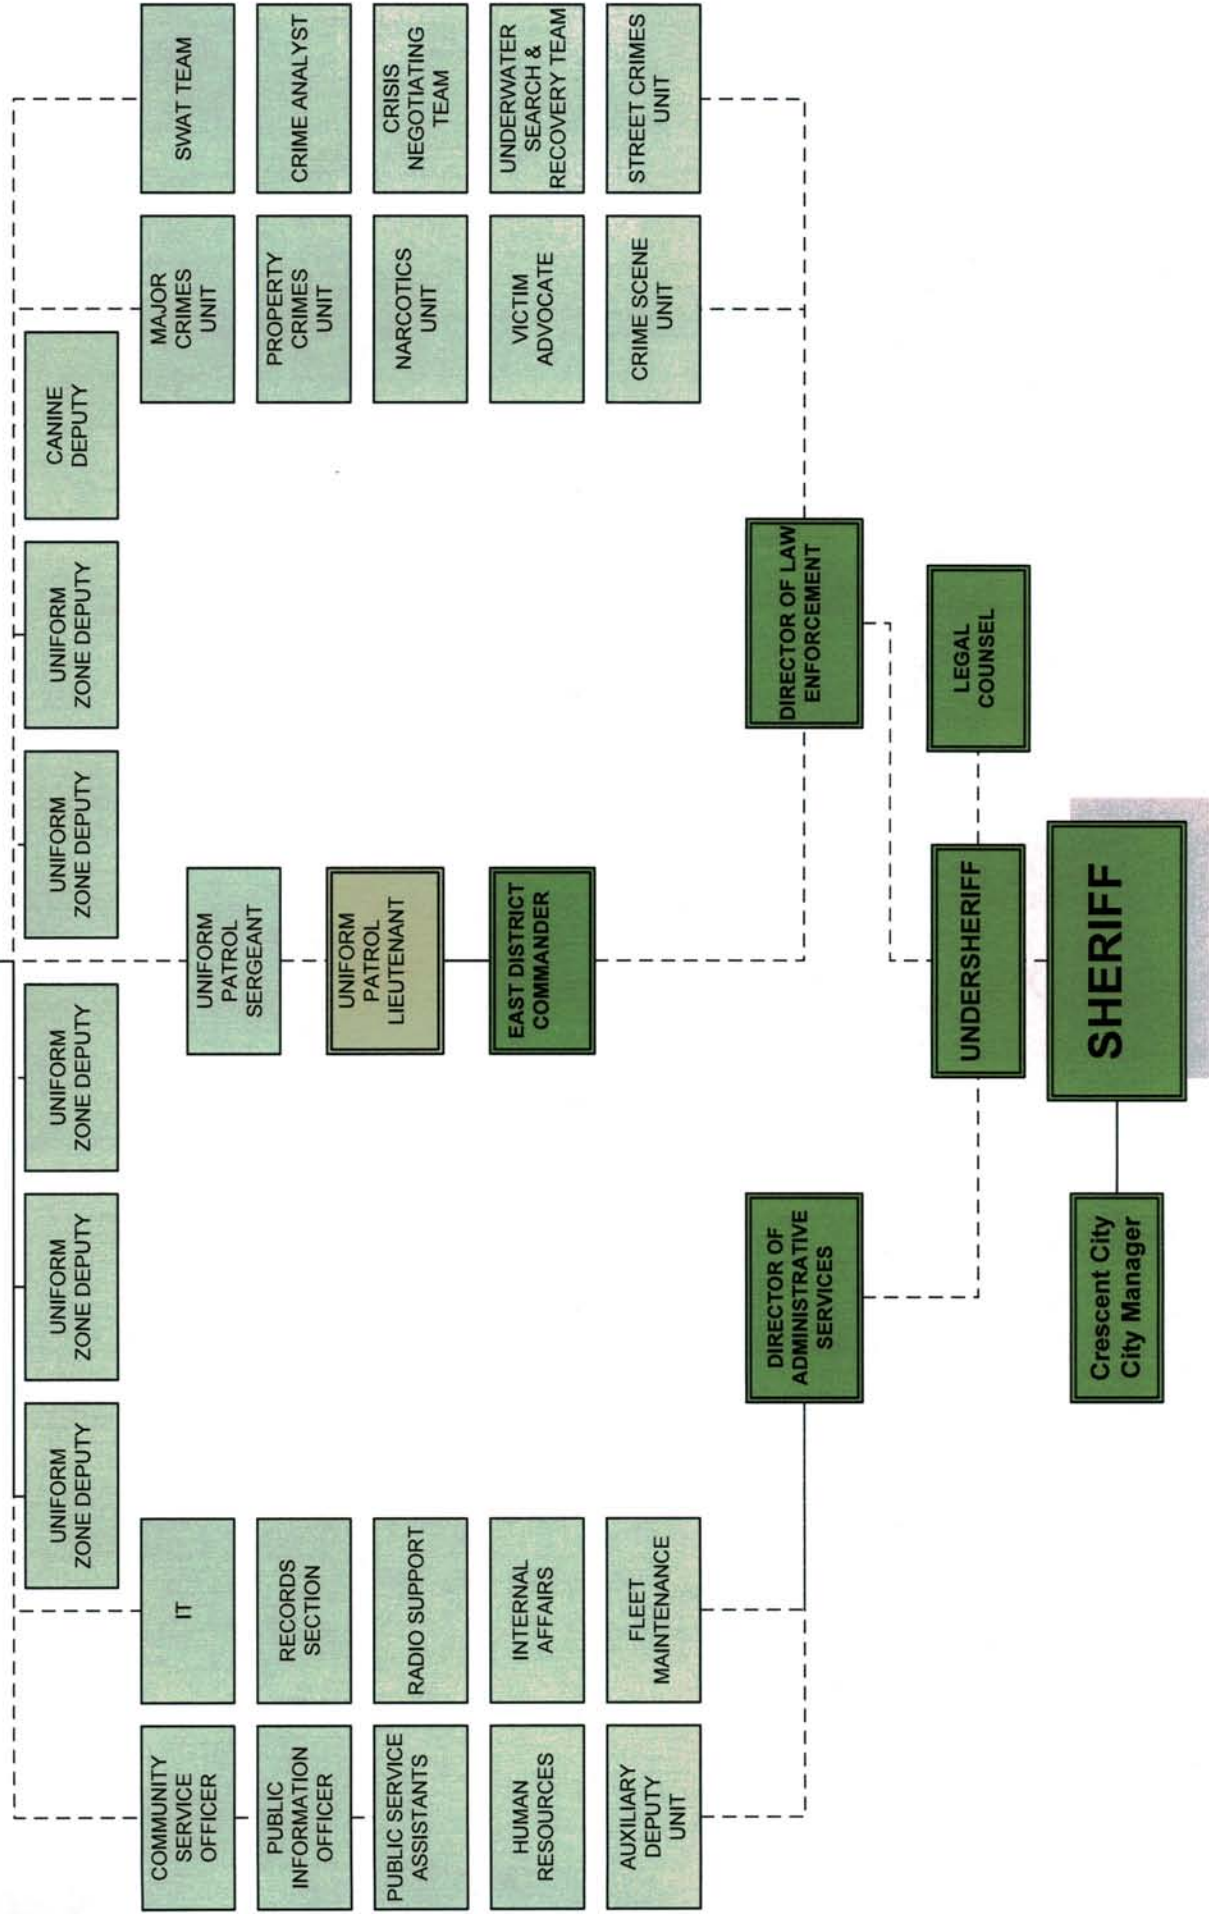 UNIFORM
ZONE DEPUTY
UNIFORM
ZONE DEPUTY
UNIFORM
ZONE DEPUTY
UNIFORM
ZONE DEPUTY
UNIFORM
ZONE DEPUTY
CANINE
DEPUTY
COMMUNITY
SERVICE
OFFICER
IT
MAJOR
CRIMES
UNIT
SWAT TEAM
UNIFORM
PATROL
SERGEANT
PUBLIC
INFORMATION
OFFICER
RECORDS
SECTION
PROPERTY
CRIMES
UNIT
CRIME ANALYST
UNIFORM
PATROL
LIEUTENANT
PUBLIC SERVICE
ASSISTANTS
RADIO SUPPORT
NARCOTICS
UNIT
CRISIS
NEGOTIATING
TEAM
HUMAN
RESOURCES
INTERNAL
AFFAIRS
EAST DISTRICT
COMMANDER
VICTIM
ADVOCATE
UNDERWATER
SEARCH &
RECOVERY TEAM
AUXILIARY
DEPUTY
UNIT
FLEET
MAINTENANCE
CRIME SCENE
UNIT
STREET CRIMES
UNIT
DIRECTOR OF
ADMINISTRATIVE
SERVICES
DIRECTOR OF LAW
ENFORCEMENT
UNDERSHERIFF
LEGAL
COUNSEL
Crescent City
City Manager
SHERIFF